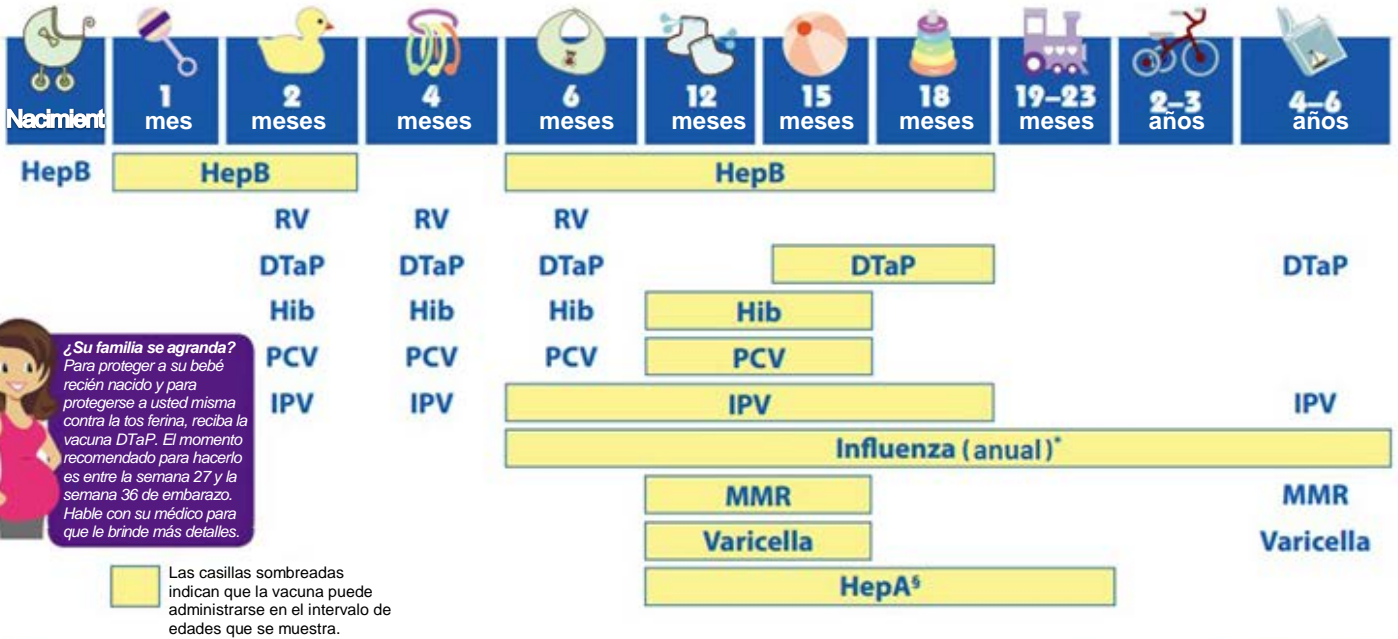 Nacimient
1
mes
2
meses
4
meses
6
meses
12
meses
15
meses
18
meses
19–23
meses
2–3
años
4–6
años
HepB HepB HepB
RV RV RV
DTaP DTaP DTaP DTaP DTaP
Hib Hib Hib Hib
PCV PCV PCV PCV
IPV IPV IPV IPV
Influenza (anual)*
MMR MMR
Varicella Varicella
HepA§
¿Su familia se agranda?
Para proteger a su bebé
recién nacido y para
protegerse a usted misma
contra la tos ferina, reciba la
vacuna DTaP. El momento
recomendado para hacerlo
es entre la semana 27 y la
semana 36 de embarazo.
Hable con su médico para
que le brinde más detalles.
Las casillas sombreadas
indican que la vacuna puede
administrarse en el intervalo de
edades que se muestra.